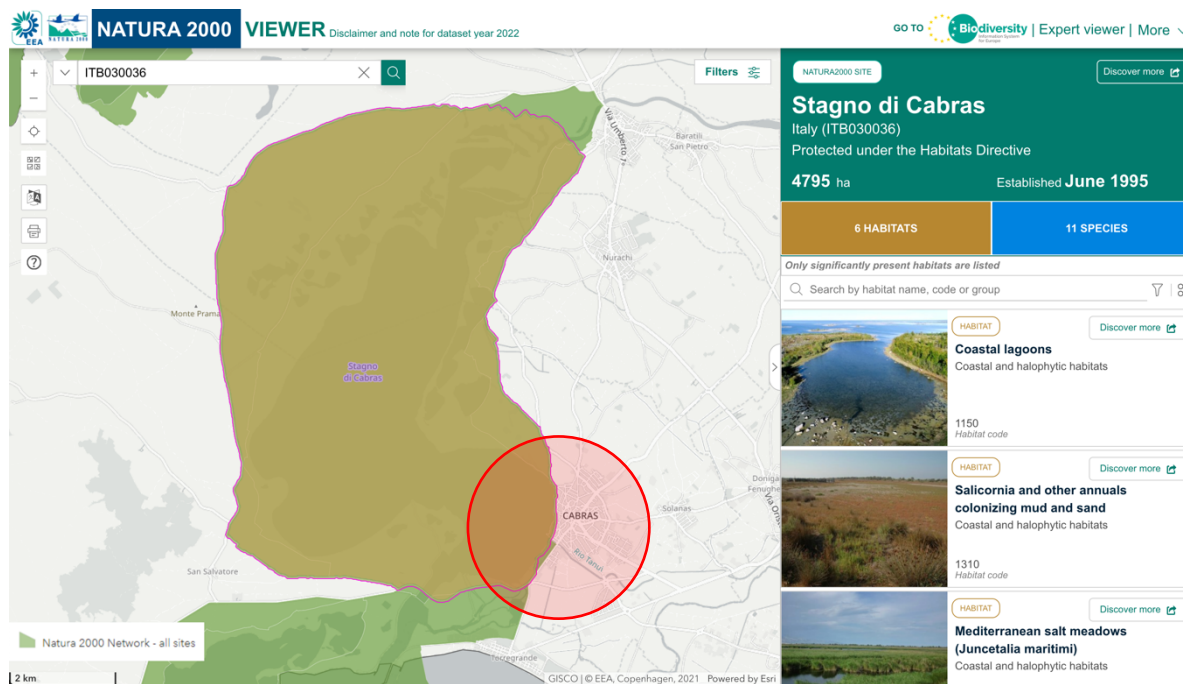 EEA
NATURA 2000
NATURA 2000 VIEWER Disclaimer and note for dataset year 2022
GO TO Biodiversity | Expert viewer | More
ITB030036
Filters
Via Umberto I
Baratili
San Pietro
Nurachi
Monte Prama
Stagno
di Cabras
CABRAS
Solanas
Rio Tanui
San Salvatore
Torregrande
Natura 2000 Network - all sites
2 km
GISCO | © EEA, Copenhagen, 2021 Powered by Esri
NATURA2000 SITE
Discover more
Stagno di Cabras
Italy (ITB030036)
Protected under the Habitats Directive
4795 ha
Established June 1995
6 HABITATS
11 SPECIES
Only significantly present habitats are listed
Search by habitat name, code or group
HABITAT
Discover more
Coastal lagoons
Coastal and halophytic habitats
1150
Habitat code
HABITAT
Discover more
Salicornia and other annuals
colonizing mud and sand
Coastal and halophytic habitats
1310
Habitat code
HABITAT
Discover more
Mediterranean salt meadows
(Juncetalia maritimi)
Coastal and halophytic habitats